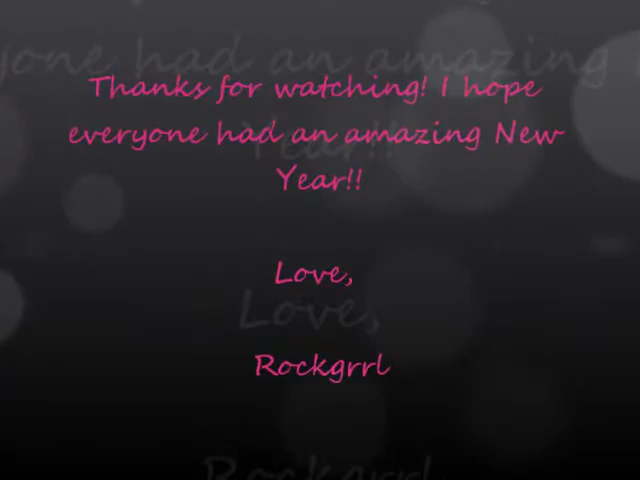 Thanks for watching! I hope
everyone had an amazing New
Year!!
Love,
Rockgrrl